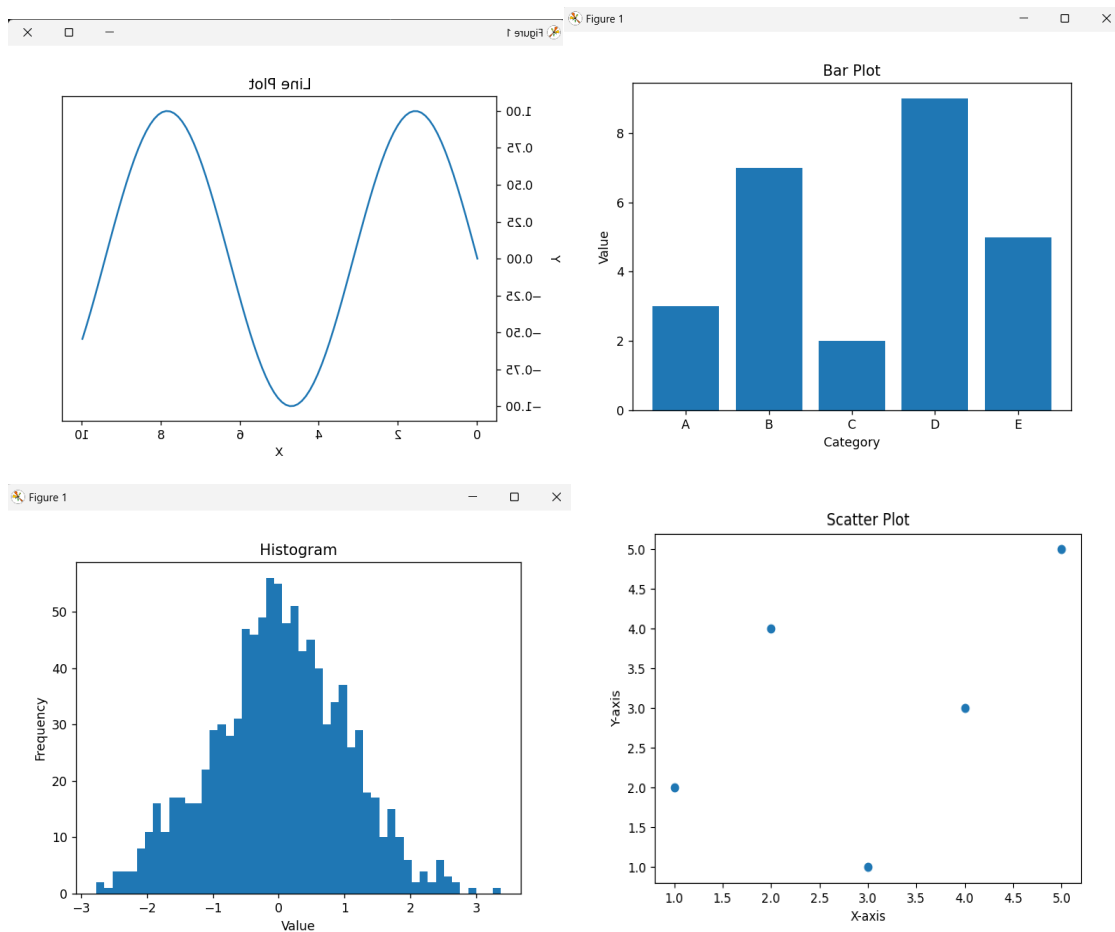 Figure 1
Line Plot
1.00
0.75
0.50
0.25
0.00
−0.25
−0.50
−0.75
−1.00
Y
10 8 6 4 2 0
X
Figure 1
Bar Plot
8
6
4
2
0
Value
A B C D E
Category
Figure 1
Histogram
50
40
30
20
10
0
Frequency
−3 −2 −1 0 1 2 3
Value
Scatter Plot
5.0
4.5
4.0
3.5
3.0
2.5
2.0
1.5
1.0
Y-axis
1.0 1.5 2.0 2.5 3.0 3.5 4.0 4.5 5.0
X-axis